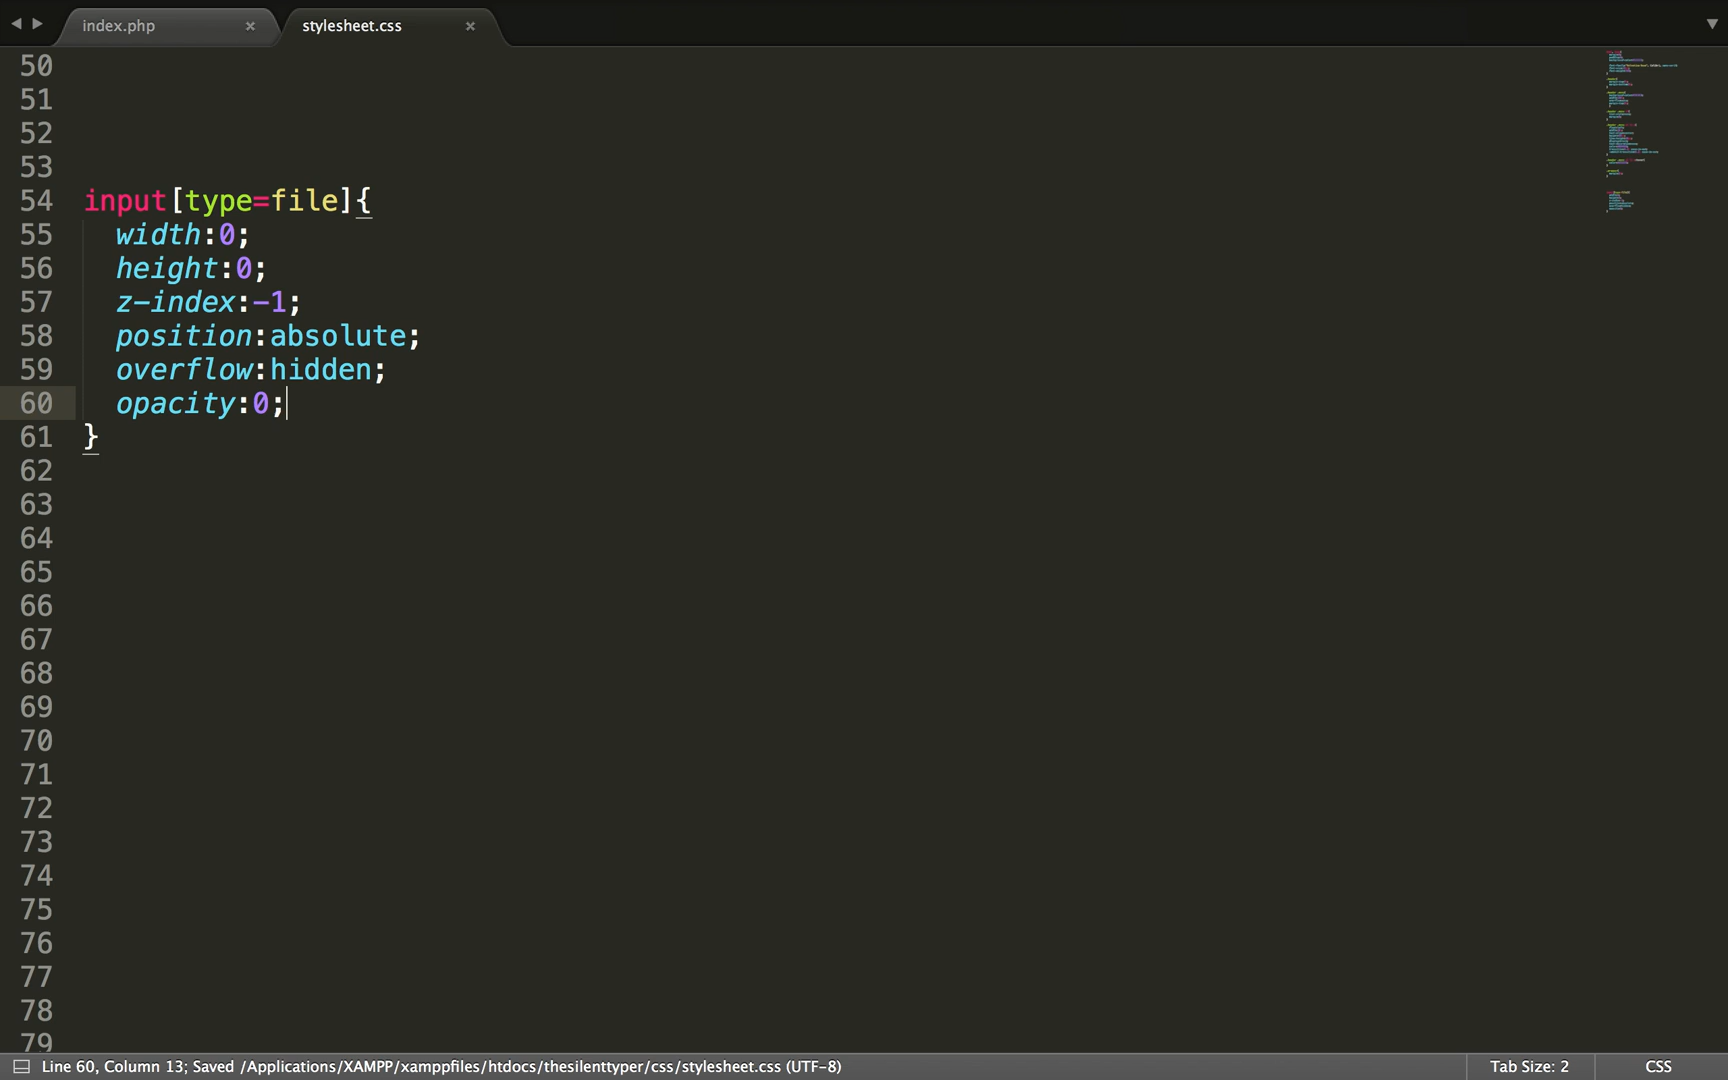 index.php × stylesheet.css ×
50
51
52
53
54 input[type=file]{
55 width:0;
56 height:0;
57 z-index:-1;
58 position:absolute;
59 overflow:hidden;
60 opacity:0;
61 }
62
63
64
65
66
67
68
69
70
71
72
73
74
75
76
77
78
79
Line 60, Column 13; Saved /Applications/XAMPP/xamppfiles/htdocs/thesilenttyper/css/stylesheet.css (UTF-8) Tab Size: 2 CSS